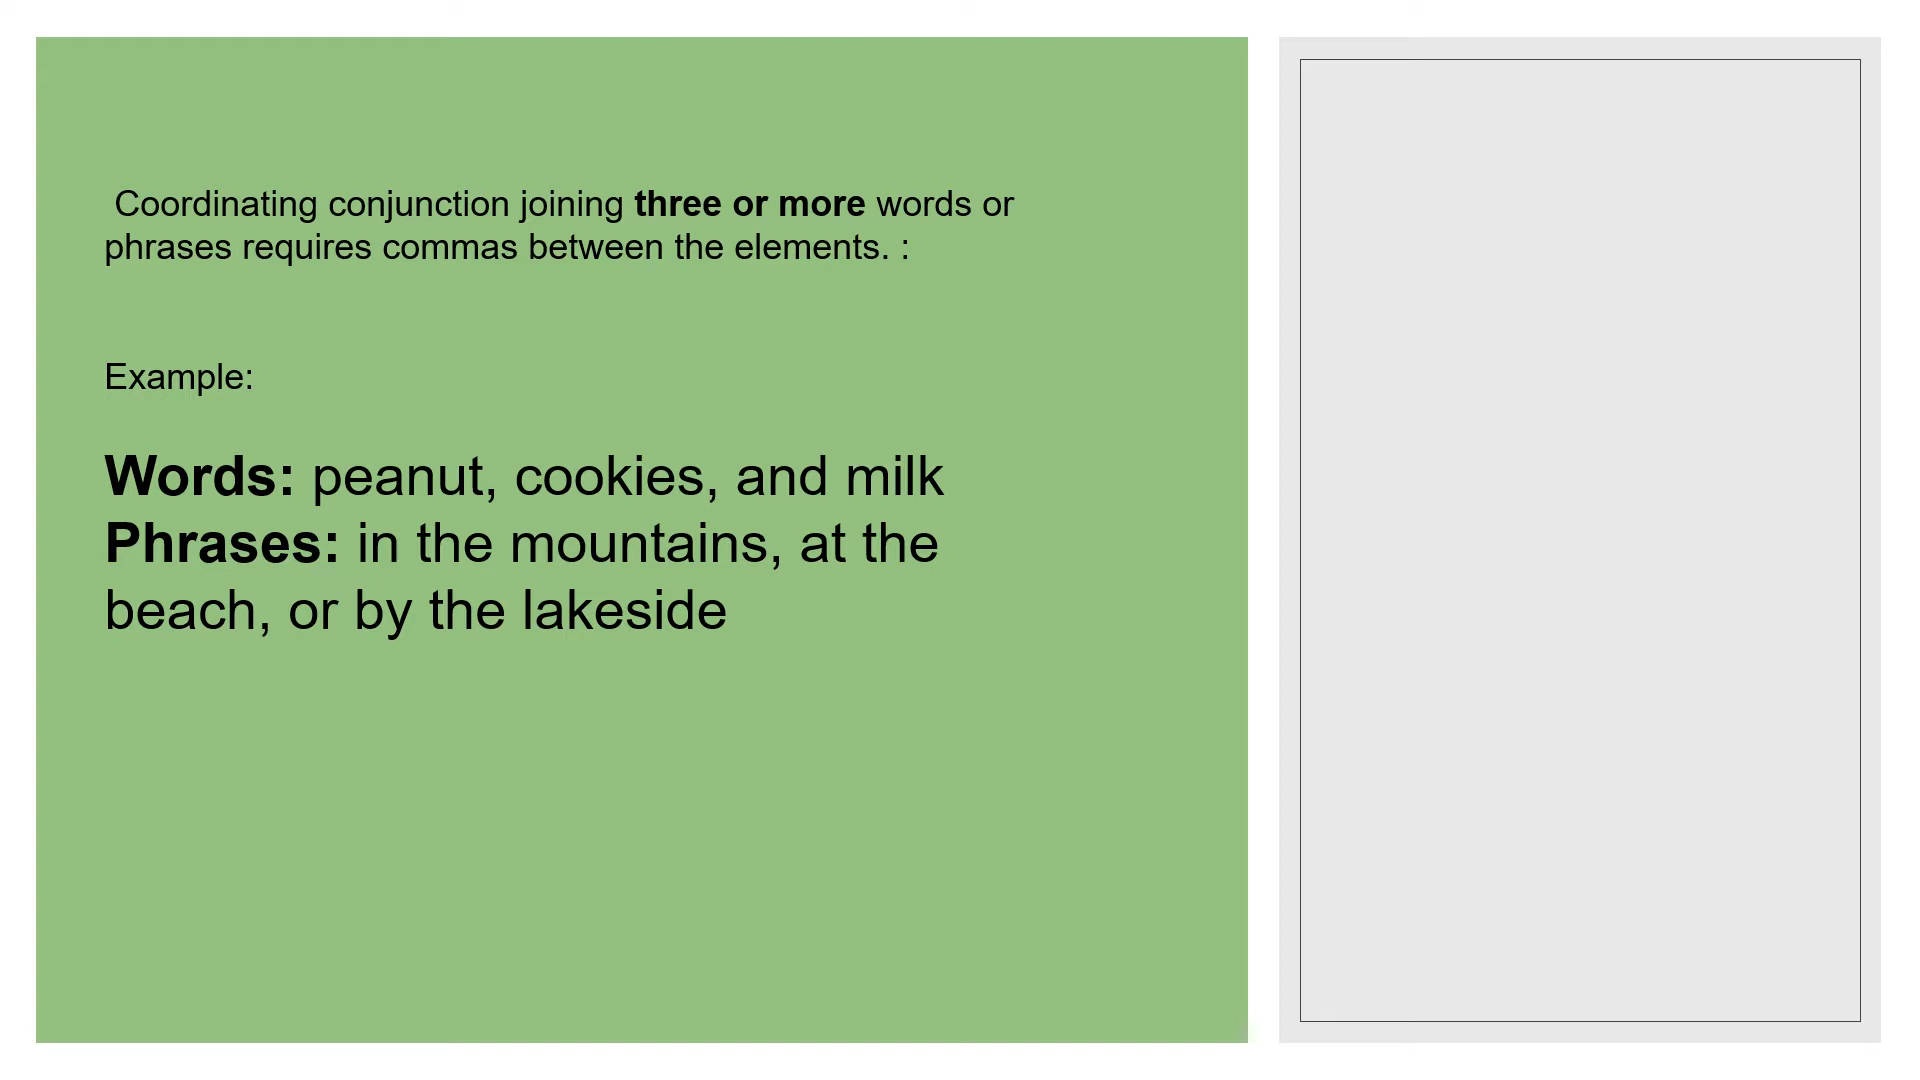 Coordinating conjunction joining three or more words or
phrases requires commas between the elements. :
Example:
Words: peanut, cookies, and milk
Phrases: in the mountains, at the
beach, or by the lakeside